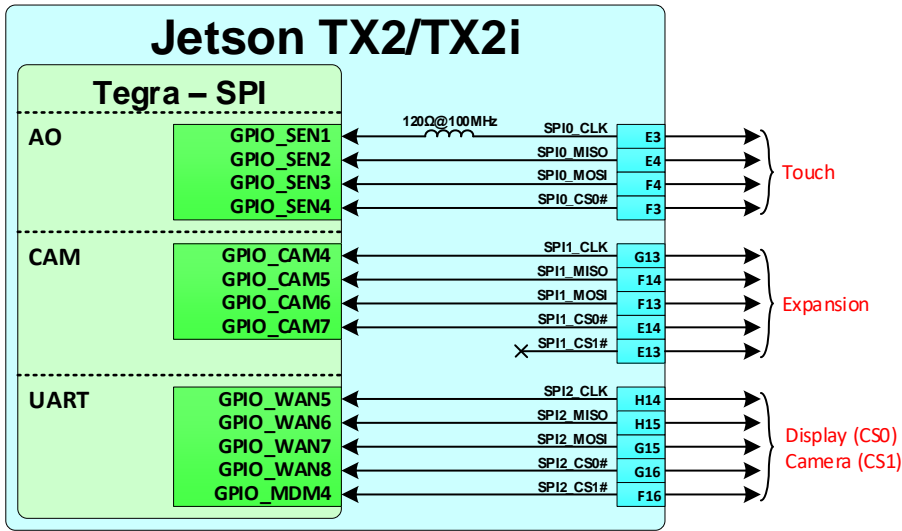 Jetson TX2/TX2i
Tegra – SPI
AO
120Ω@100MHz
GPIO_SEN1 SPI0_CLK E3
GPIO_SEN2 SPI0_MISO E4
GPIO_SEN3 SPI0_MOSI F4
GPIO_SEN4 SPI0_CS0# F3
Touch
CAM
GPIO_CAM4 SPI1_CLK G13
GPIO_CAM5 SPI1_MISO F14
GPIO_CAM6 SPI1_MOSI F13
GPIO_CAM7 SPI1_CS0# E14
SPI1_CS1# E13
Expansion
UART
GPIO_WAN5 SPI2_CLK H14
GPIO_WAN6 SPI2_MISO H15
GPIO_WAN7 SPI2_MOSI G15
GPIO_WAN8 SPI2_CS0# G16
GPIO_MDM4 SPI2_CS1# F16
Display (CS0)
Camera (CS1)